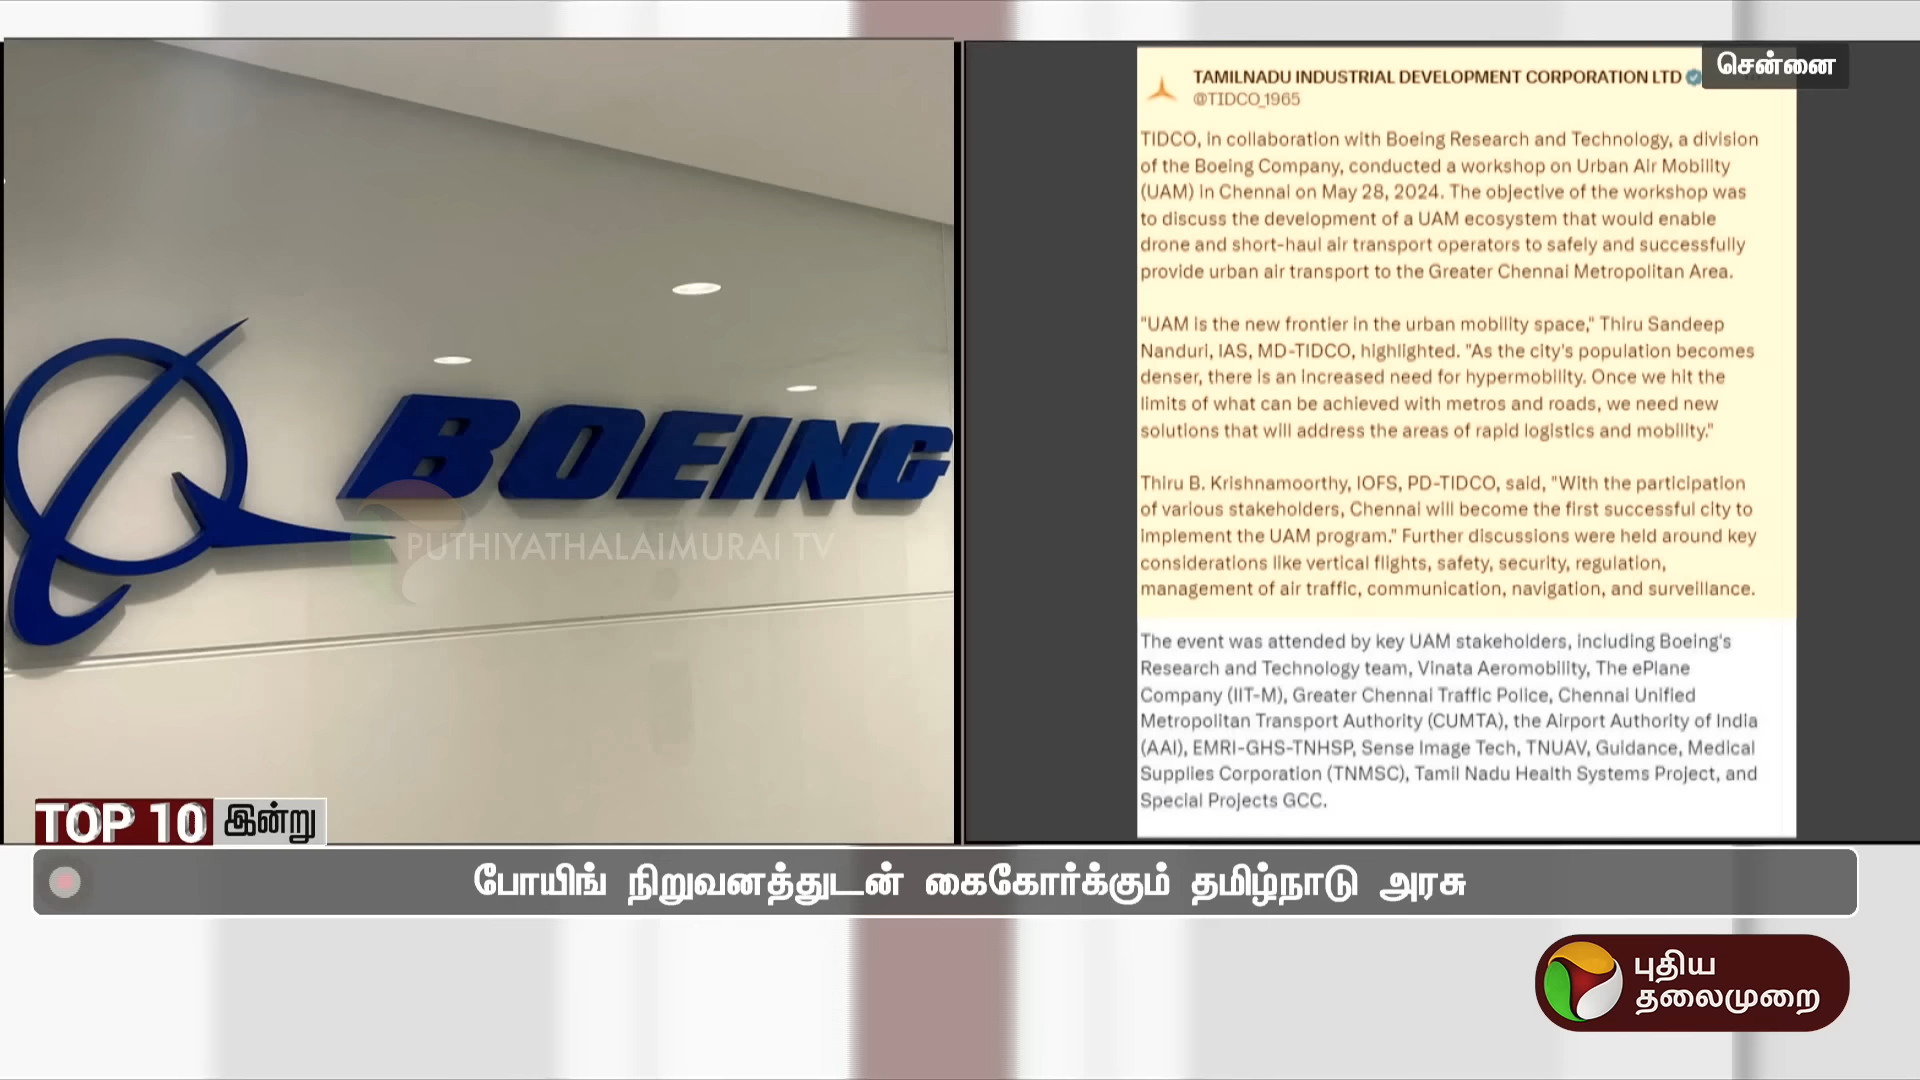 BOEING
PUTHIYATHALAIMURAI TV
சென்னை
TAMILNADU INDUSTRIAL DEVELOPMENT CORPORATION LTD
@TIDCO_1965
TIDCO, in collaboration with Boeing Research and Technology, a division
of the Boeing Company, conducted a workshop on Urban Air Mobility
(UAM) in Chennai on May 28, 2024. The objective of the workshop was
to discuss the development of a UAM ecosystem that would enable
drone and short-haul air transport operators to safely and successfully
provide urban air transport to the Greater Chennai Metropolitan Area.
"UAM is the new frontier in the urban mobility space," Thiru Sandeep
Nanduri, IAS, MD-TIDCO, highlighted. "As the city's population becomes
denser, there is an increased need for hypermobility. Once we hit the
limits of what can be achieved with metros and roads, we need new
solutions that will address the areas of rapid logistics and mobility."
Thiru B. Krishnamoorthy, IOFS, PD-TIDCO, said, "With the participation
of various stakeholders, Chennai will become the first successful city to
implement the UAM program." Further discussions were held around key
considerations like vertical flights, safety, security, regulation,
management of air traffic, communication, navigation, and surveillance.
The event was attended by key UAM stakeholders, including Boeing's
Research and Technology team, Vinata Aeromobility, The ePlane
Company (IIT-M), Greater Chennai Traffic Police, Chennai Unified
Metropolitan Transport Authority (CUMTA), the Airport Authority of India
(AAI), EMRI-GHS-TNHSP, Sense Image Tech, TNUAV, Guidance, Medical
Supplies Corporation (TNMSC), Tamil Nadu Health Systems Project, and
Special Projects GCC.
TOP 10 இன்று
போயிங் நிறுவனத்துடன் கைகோர்க்கும் தமிழ்நாடு அரசு
புதிய
தலைமுறை